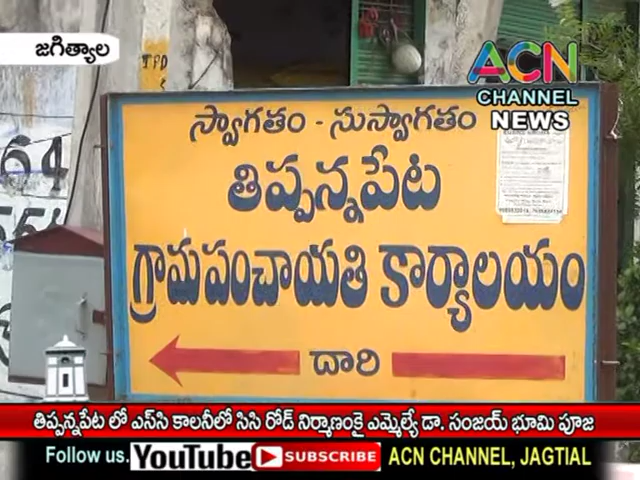 జగిత్యాల
ACN
CHANNEL
NEWS
స్వాగతం - సుస్వాగతం
తిప్పన్నపేట
గ్రామపంచాయతి కార్యాలయం
దారి
64
తిప్పన్నపేట లో ఎస్‌సి కాలనీలో సిసి రోడ్ నిర్మాణంకై ఎమ్మెల్యే డా. సంజయ్ భూమి పూజ
Follow us. YouTube SUBSCRIBE ACN CHANNEL, JAGTIAL